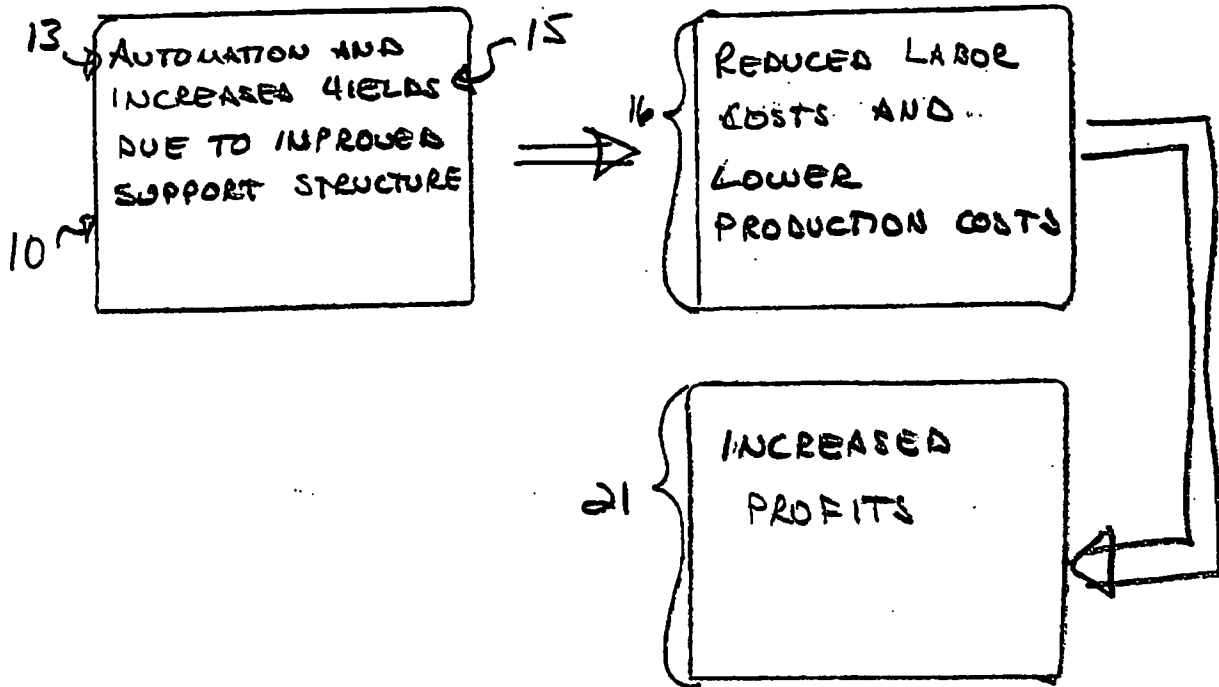 13
AUTOMATION AND
15
INCREASED YIELDS
DUE TO IMPROVED
SUPPORT STRUCTURE
10
16
REDUCED LABOR
COSTS AND
LOWER
PRODUCTION COSTS
21
INCREASED
PROFITS